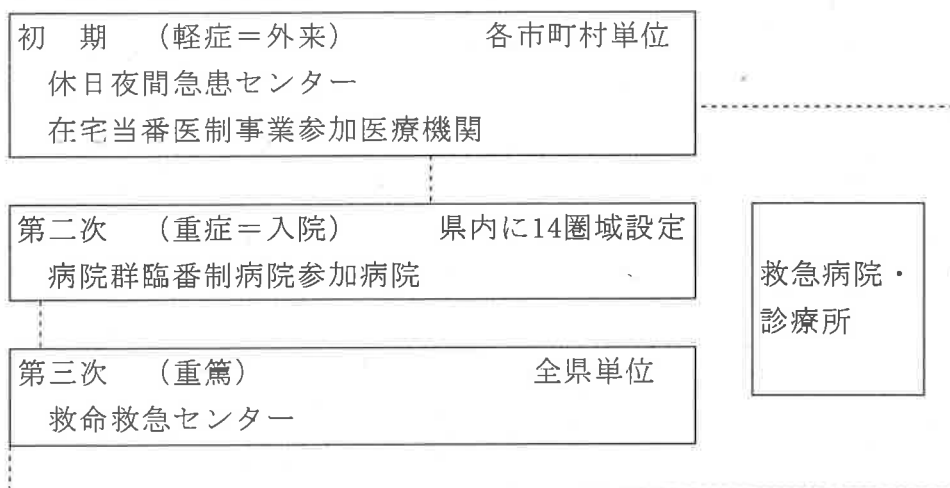 初　期　（軽症＝外来）　各市町村単位
休日夜間急患センター
在宅当番医制事業参加医療機関
第二次　（重症＝入院）　県内に14圏域設定
病院群臨番制病院参加病院
第三次　（重篤）　全県単位
救命救急センター
救急病院・
診療所